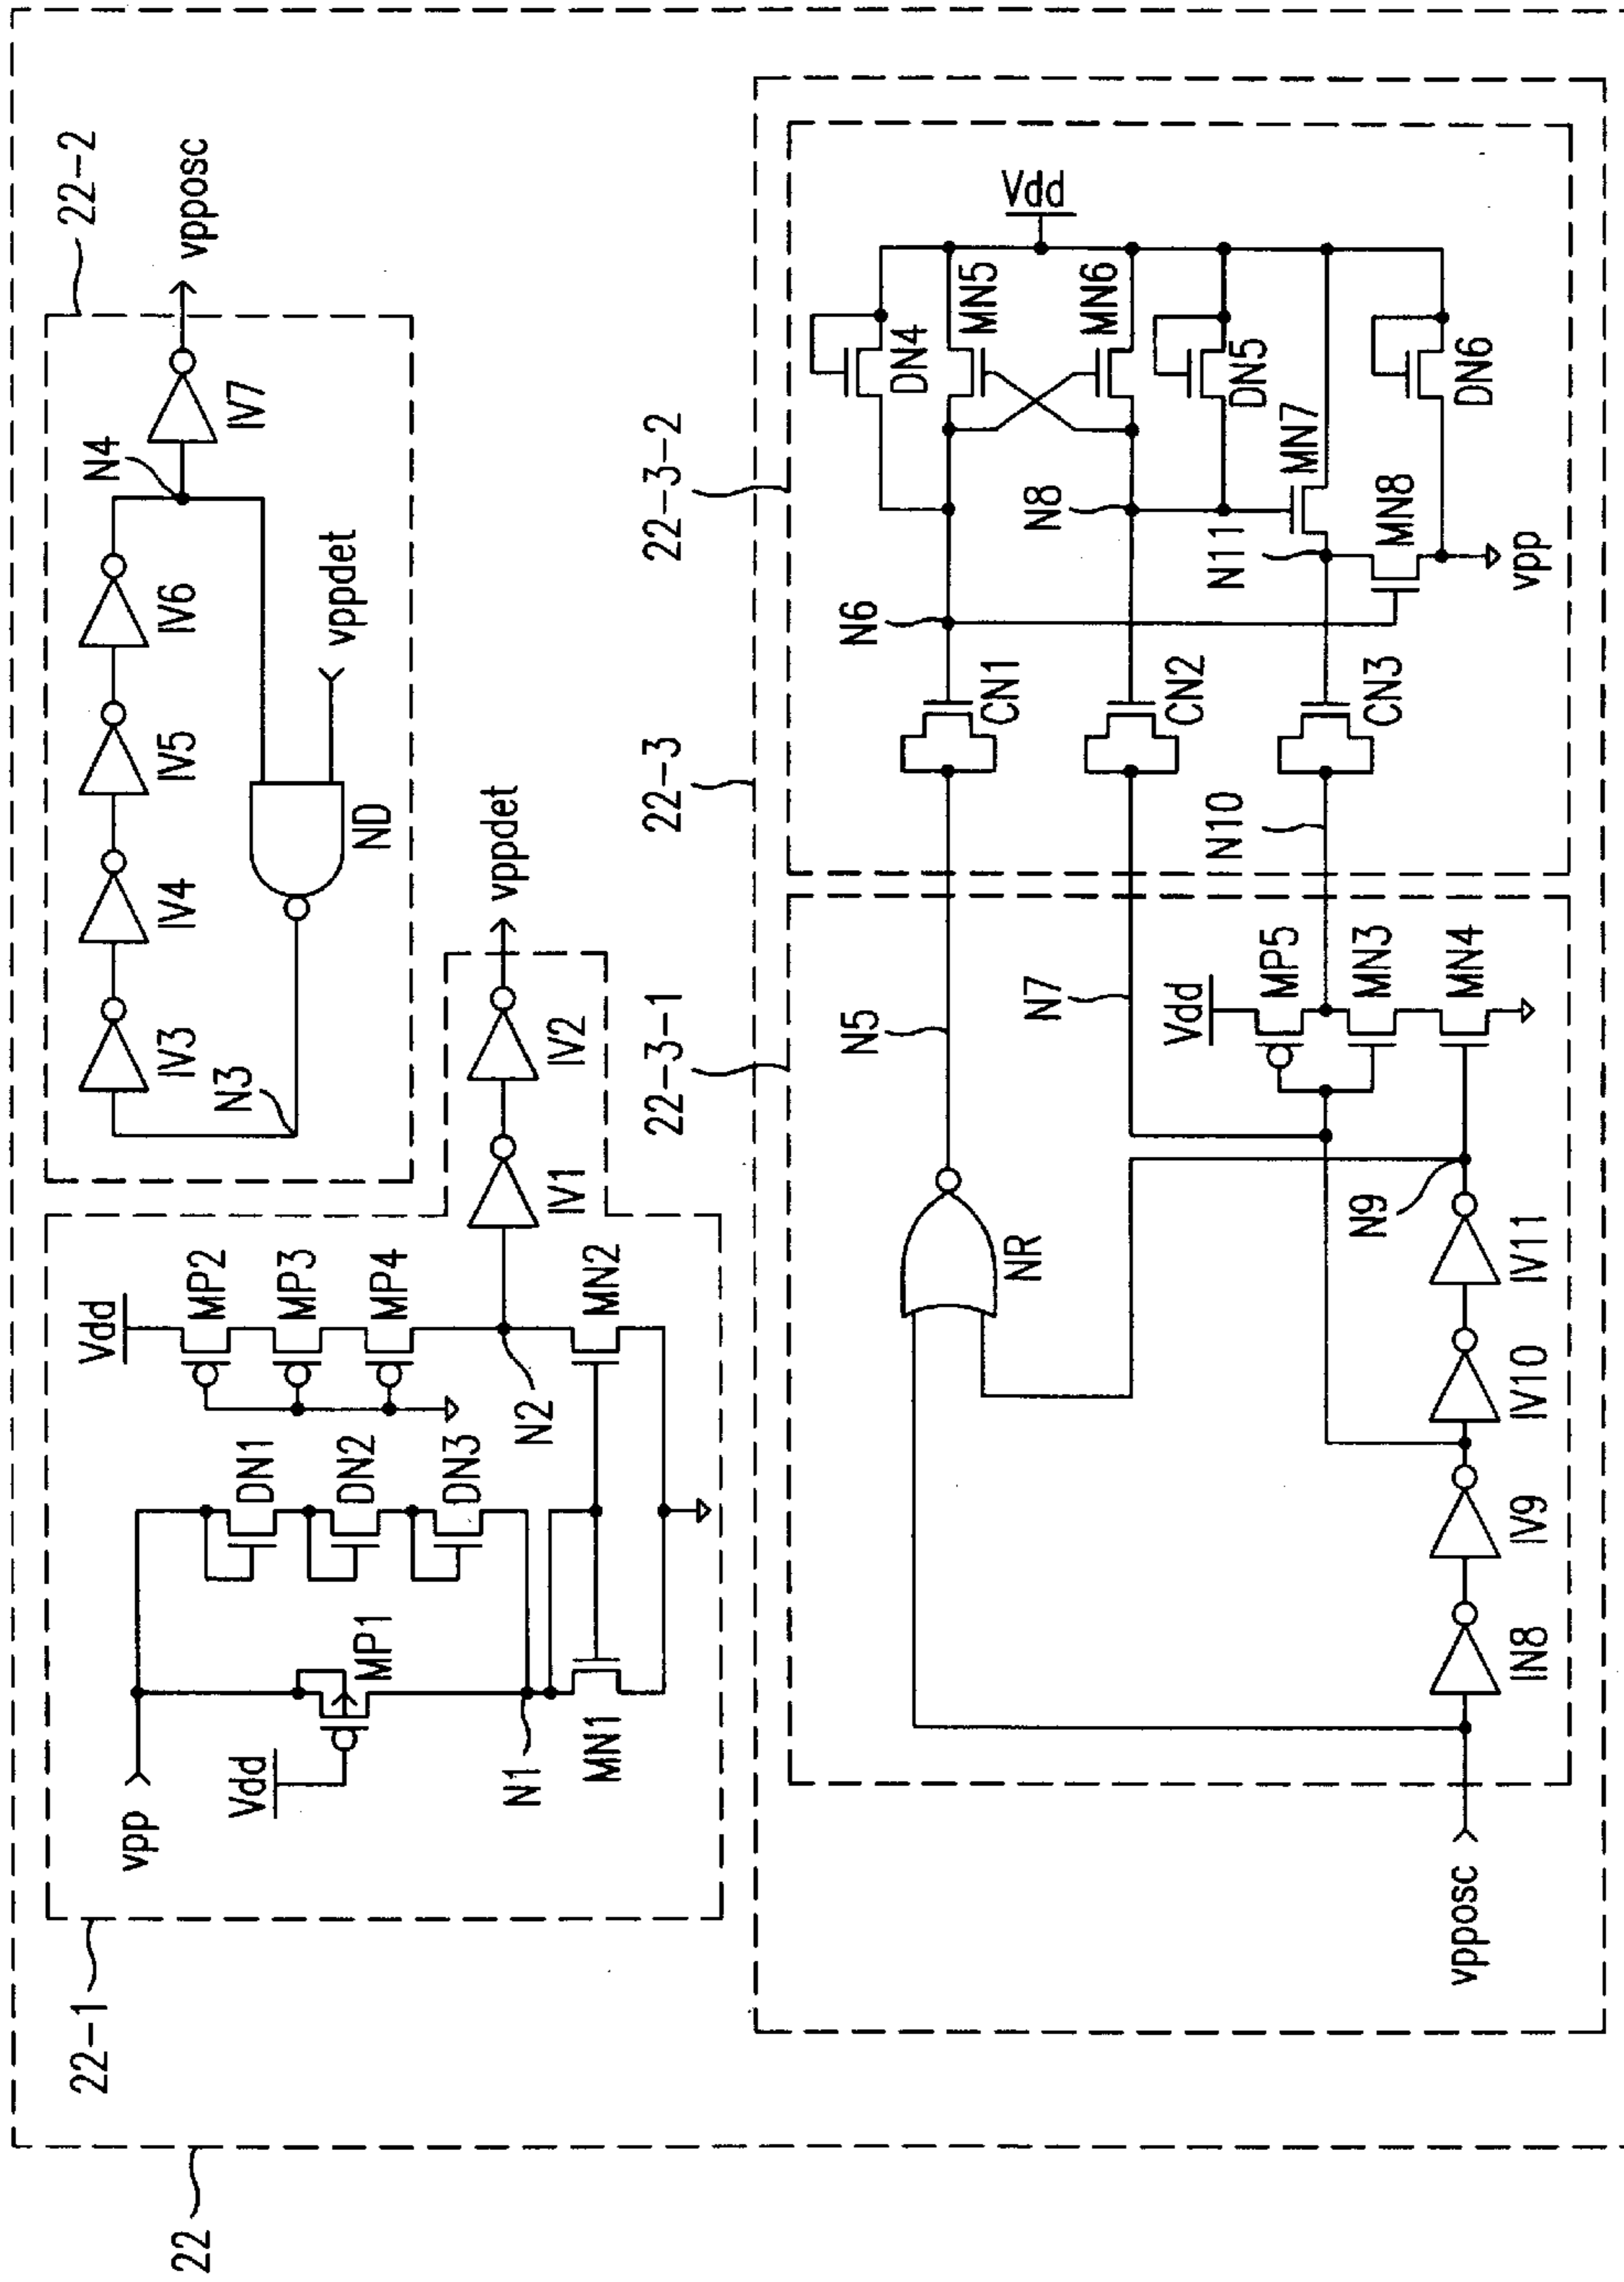 22
22-1
vpp
Vdd
MP1
N1
MN1
DN1
DN2
DN3
Vdd
MP2
MP3
MP4
N2
MN2
IV1
IV2
vppdet
22-2
N3
IV3
IV4
IV5
IV6
ND
vppdet
N4
IV7
vpposc
22-3
22-3-1
vpposc
IN8
IV9
IV10
IV11
N9
NR
N5
N7
Vdd
MP5
MN3
MN4
22-3-2
N10
CN1
CN2
CN3
N6
N8
N11
DN4
MN5
MN6
DN5
MN7
MN8
DN6
Vdd
vpp